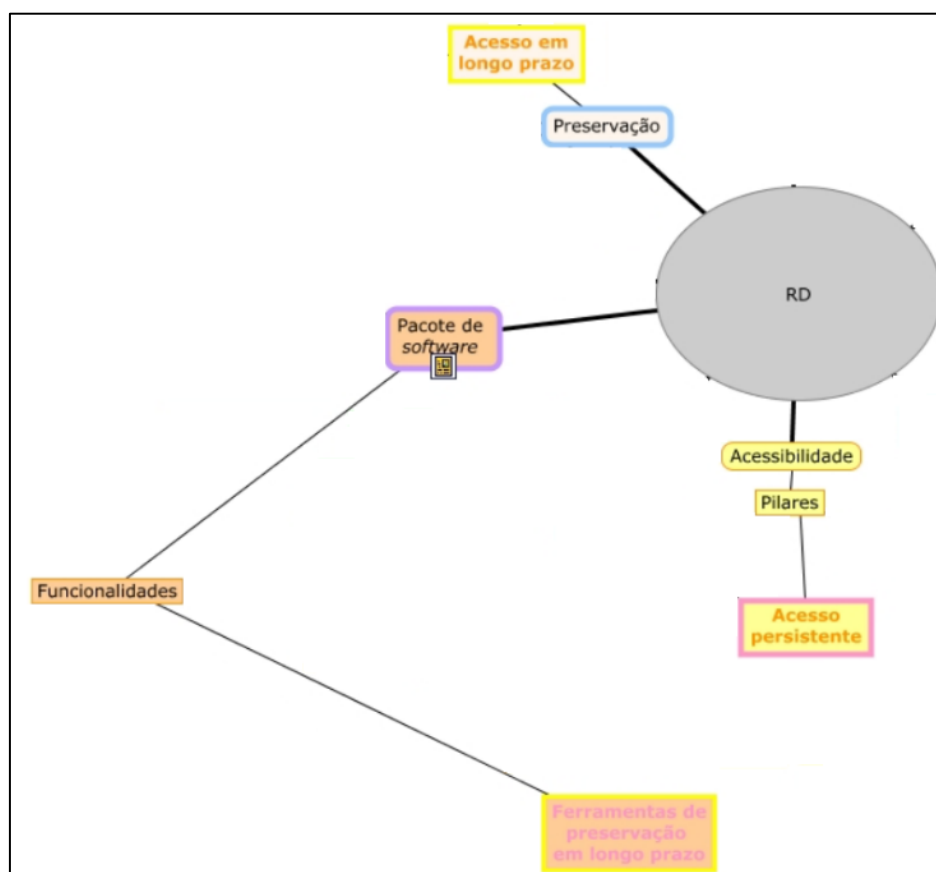 Acesso em
longo prazo
Preservação
RD
Pacote de
software
Acessibilidade
Pilares
Funcionalidades
Acesso
persistente
Ferramentas de
preservação
em longo prazo